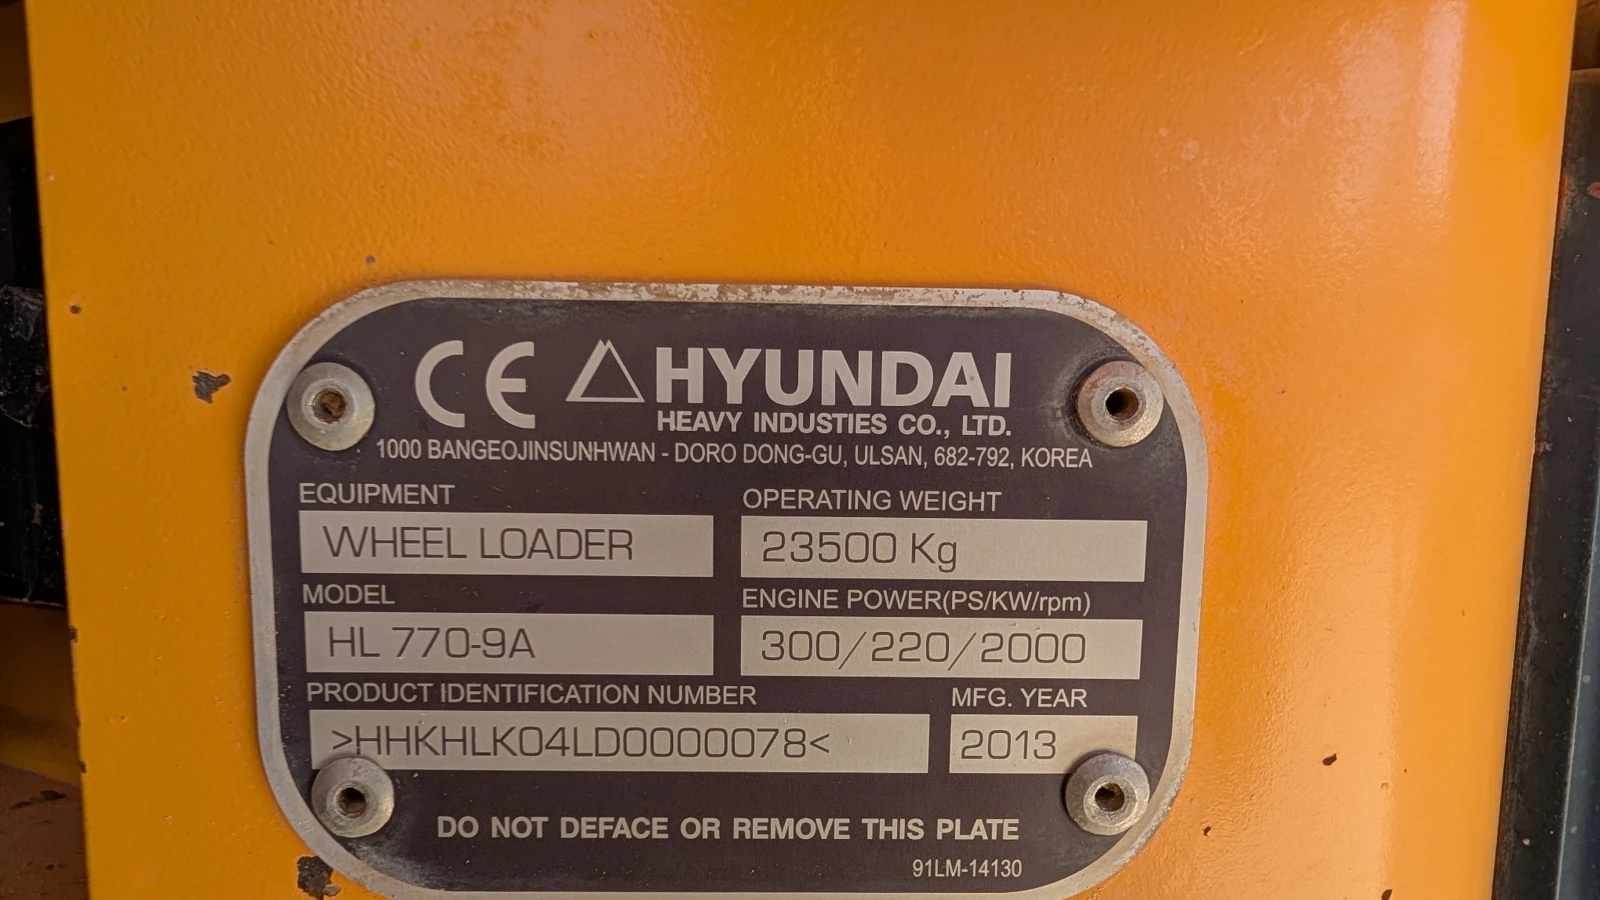 CE HYUNDAI
HEAVY INDUSTIES CO., LTD.
1000 BANGEOJINSUNHWAN - DORO DONG-GU, ULSAN, 682-792, KOREA
EQUIPMENT
WHEEL LOADER
OPERATING WEIGHT
23500 Kg
MODEL
HL 770-9A
ENGINE POWER(PS/KW/rpm)
300/220/2000
PRODUCT IDENTIFICATION NUMBER
>HHKHLK04LD0000078<
MFG. YEAR
2013
DO NOT DEFACE OR REMOVE THIS PLATE
91LM-14130